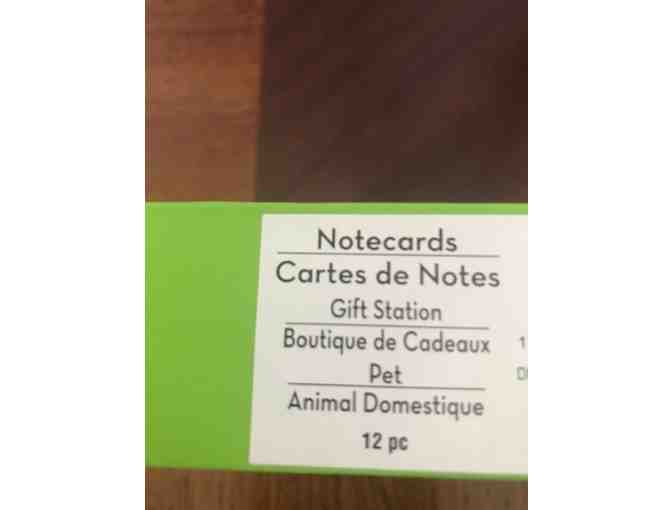 Notecards
Cartes de Notes
Gift Station
Boutique de Cadeaux
Pet
Animal Domestique
12 pc